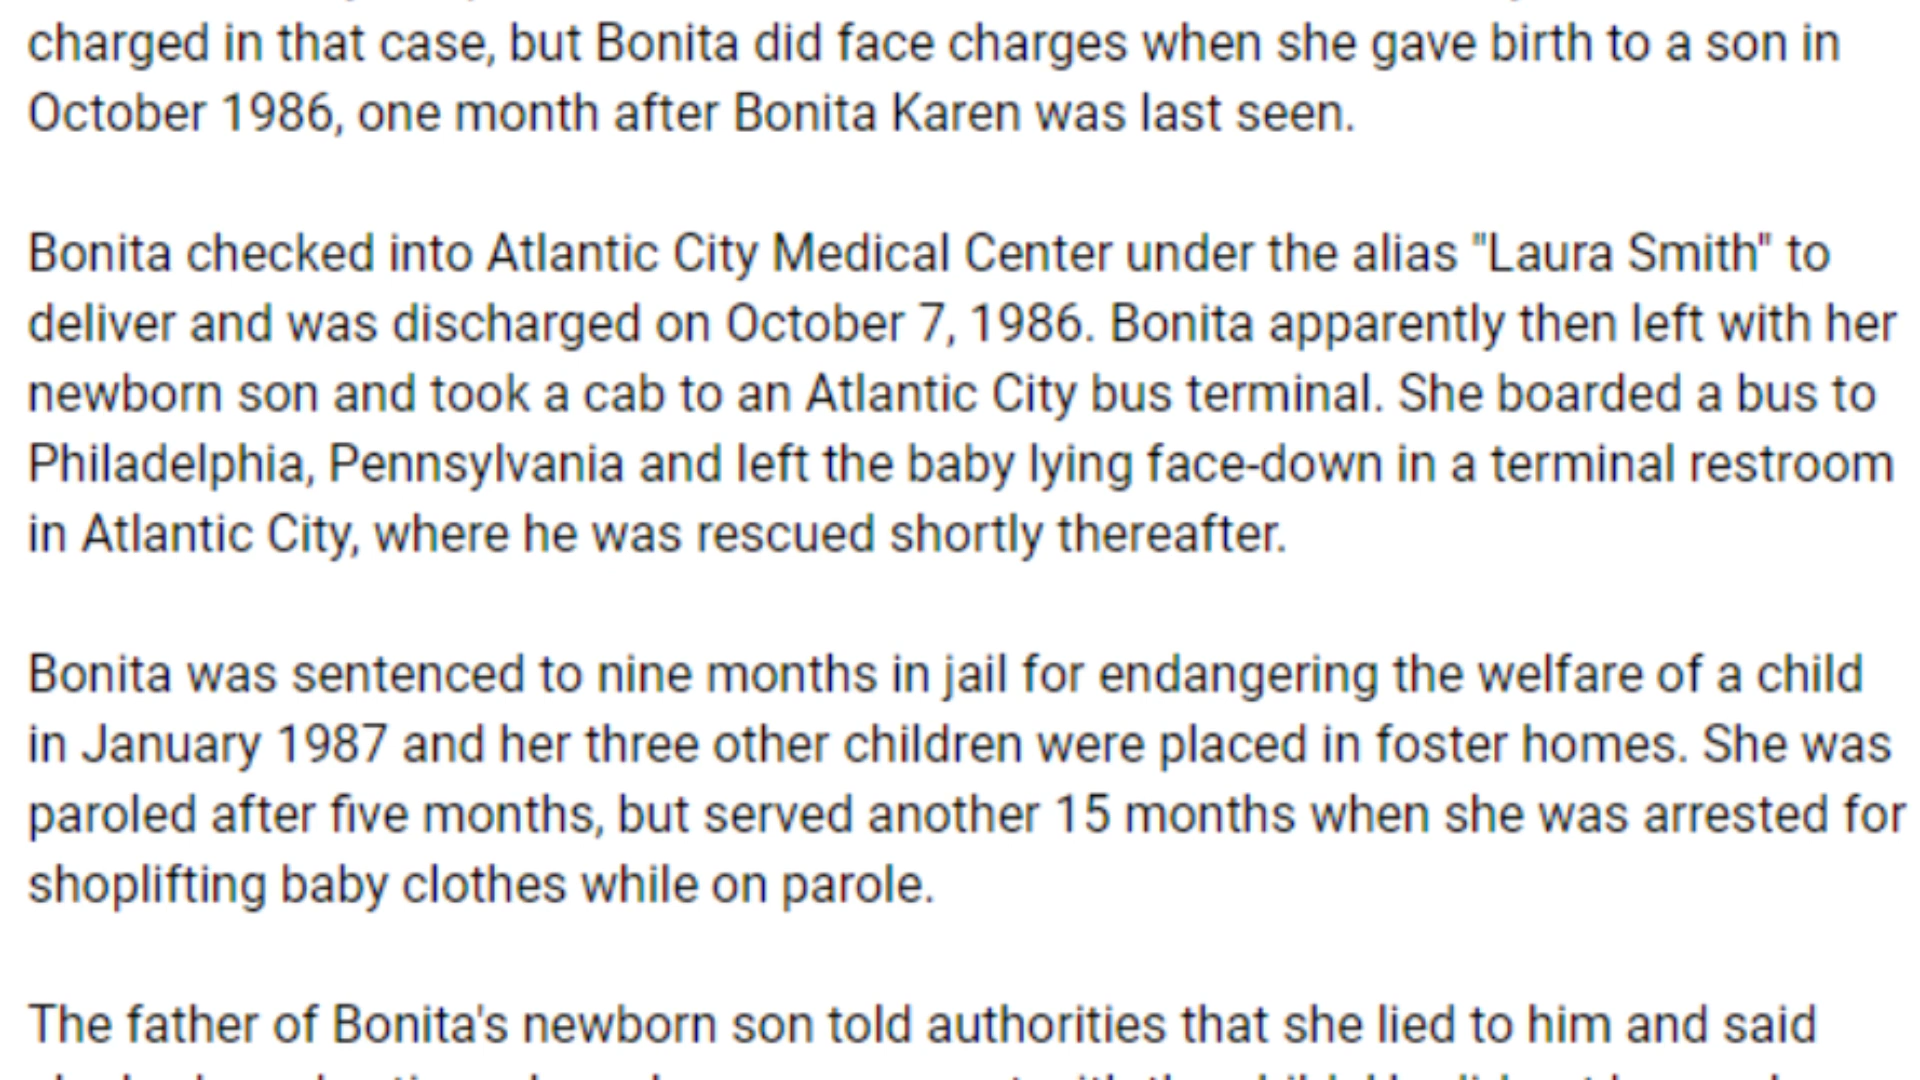 charged in that case, but Bonita did face charges when she gave birth to a son in
October 1986, one month after Bonita Karen was last seen.
Bonita checked into Atlantic City Medical Center under the alias "Laura Smith" to
deliver and was discharged on October 7, 1986. Bonita apparently then left with her
newborn son and took a cab to an Atlantic City bus terminal. She boarded a bus to
Philadelphia, Pennsylvania and left the baby lying face-down in a terminal restroom
in Atlantic City, where he was rescued shortly thereafter.
Bonita was sentenced to nine months in jail for endangering the welfare of a child
in January 1987 and her three other children were placed in foster homes. She was
paroled after five months, but served another 15 months when she was arrested for
shoplifting baby clothes while on parole.
The father of Bonita's newborn son told authorities that she lied to him and said